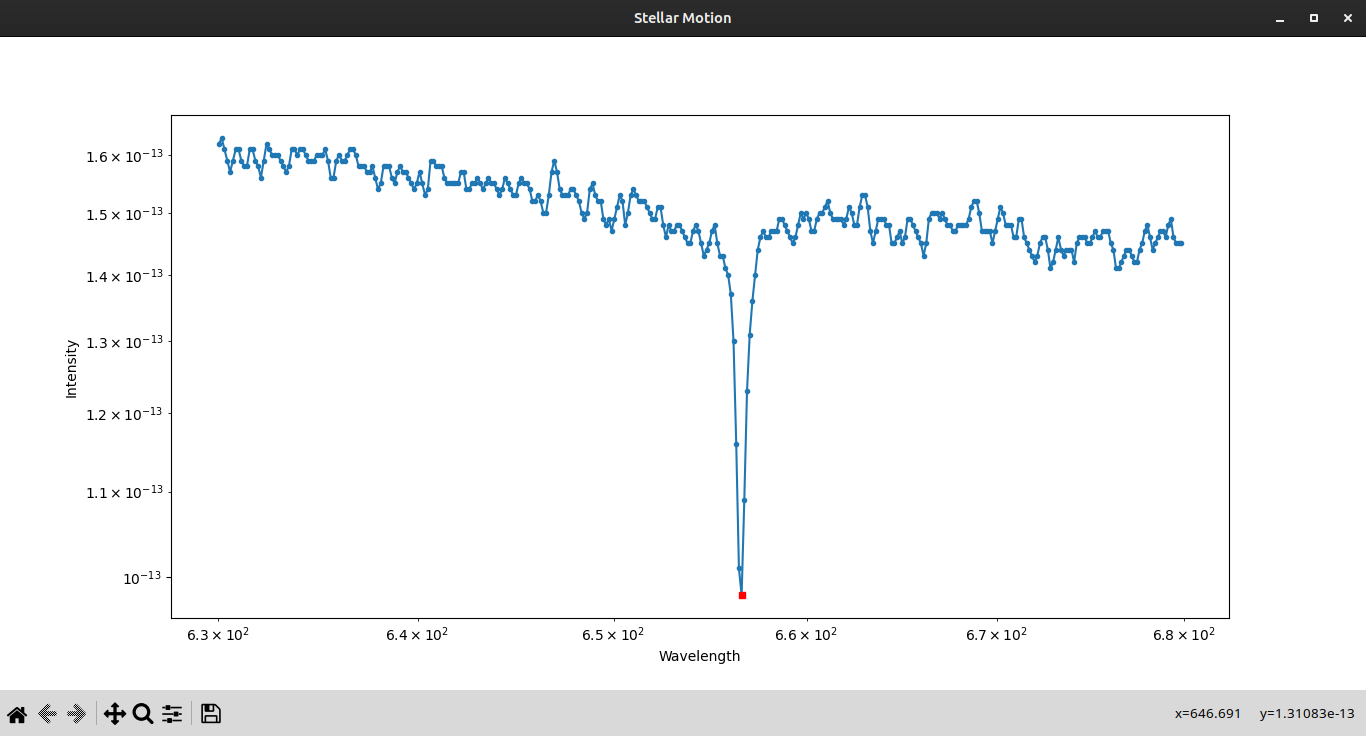 Stellar Motion
1.6 × 10⁻¹³
1.5 × 10⁻¹³
1.4 × 10⁻¹³
1.3 × 10⁻¹³
1.2 × 10⁻¹³
1.1 × 10⁻¹³
10⁻¹³
Intensity
6.3 × 10² 6.4 × 10² 6.5 × 10² 6.6 × 10² 6.7 × 10² 6.8 × 10²
Wavelength
x=646.691 y=1.31083e-13